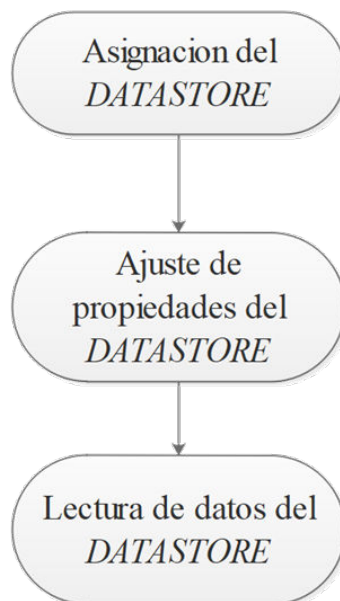 Asignacion del
DATASTORE
Ajuste de
propiedades del
DATASTORE
Lectura de datos del
DATASTORE